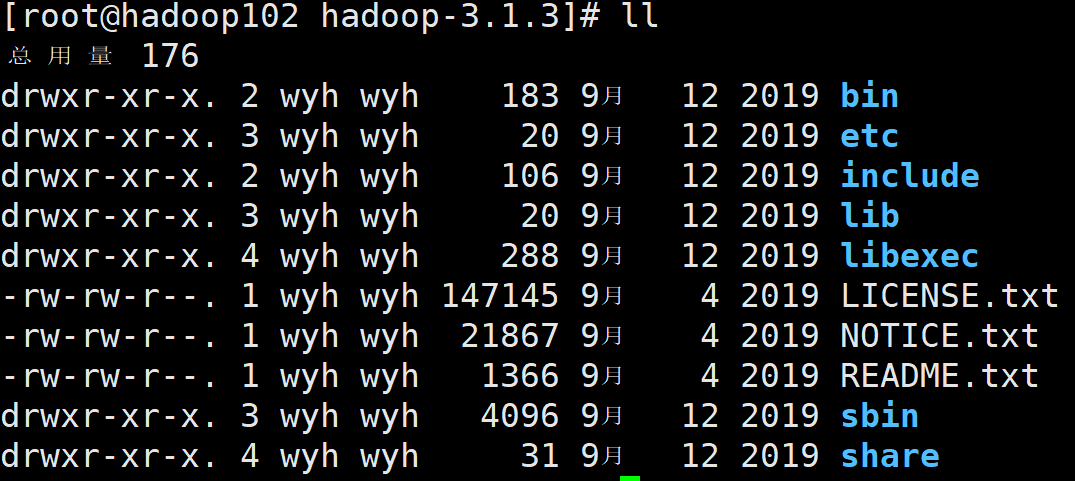 [root@hadoop102 hadoop-3.1.3]# ll
总用量 176
drwxr-xr-x. 2 wyh wyh    183 9月   12 2019 bin
drwxr-xr-x. 3 wyh wyh     20 9月   12 2019 etc
drwxr-xr-x. 2 wyh wyh    106 9月   12 2019 include
drwxr-xr-x. 3 wyh wyh     20 9月   12 2019 lib
drwxr-xr-x. 4 wyh wyh    288 9月   12 2019 libexec
-rw-rw-r--. 1 wyh wyh 147145 9月    4 2019 LICENSE.txt
-rw-rw-r--. 1 wyh wyh  21867 9月    4 2019 NOTICE.txt
-rw-rw-r--. 1 wyh wyh   1366 9月    4 2019 README.txt
drwxr-xr-x. 3 wyh wyh   4096 9月   12 2019 sbin
drwxr-xr-x. 4 wyh wyh     31 9月   12 2019 share